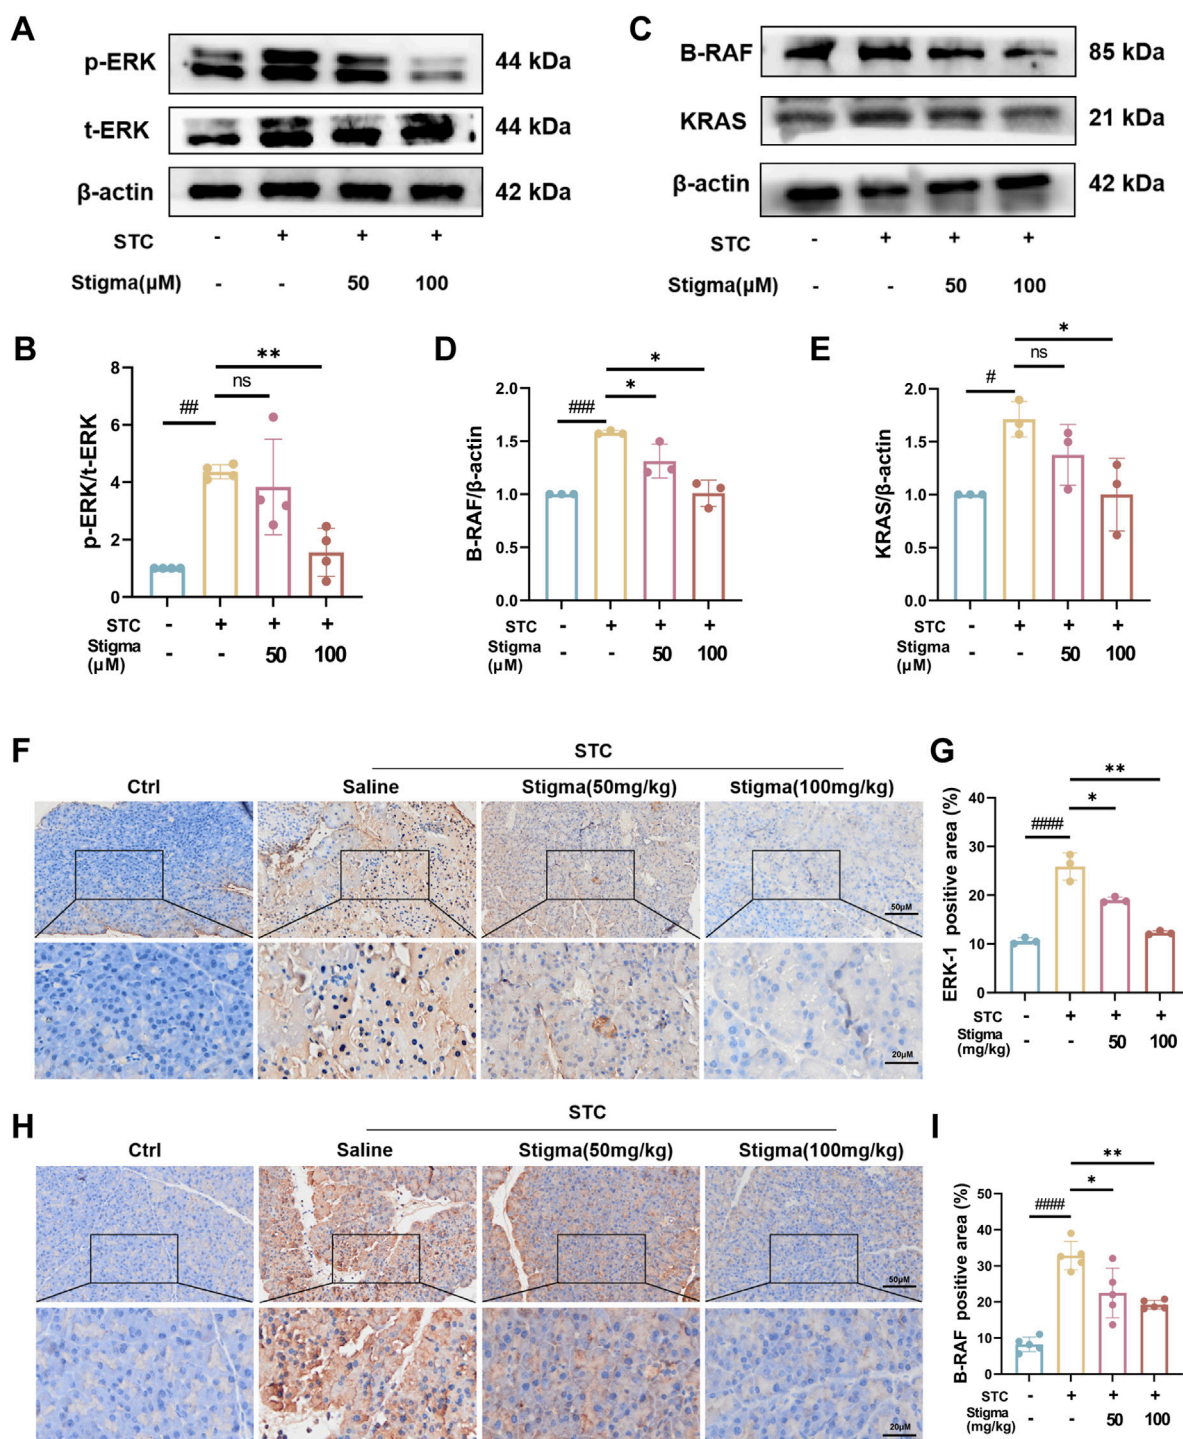 A
p-ERK 44 kDa
t-ERK 44 kDa
β-actin 42 kDa
STC - + + +
Stigma(μM) - - 50 100
C
B-RAF 85 kDa
KRAS 21 kDa
β-actin 42 kDa
STC - + + +
Stigma(μM) - - 50 100
B
p-ERK/t-ERK
8
6
4
2
0
##
ns
**
STC - + + +
Stigma - - 50 100
(μM)
D
B-RAF/β-actin
2.0
1.5
1.0
0.5
0.0
###
*
*
STC - + + +
Stigma - - 50 100
(μM)
E
KRAS/β-actin
2.0
1.5
1.0
0.5
0.0
#
ns
*
STC - + + +
Stigma - - 50 100
(μM)
F
STC
Ctrl Saline Stigma(50mg/kg) Stigma(100mg/kg)
50μM
20μM
G
ERK-1 positive area (%)
40
30
20
10
0
####
*
**
STC - + + +
Stigma - - 50 100
(mg/kg)
H
STC
Ctrl Saline Stigma(50mg/kg) Stigma(100mg/kg)
50μM
20μM
I
B-RAF positive area (%)
50
40
30
20
10
0
####
*
**
STC - + + +
Stigma - - 50 100
(mg/kg)